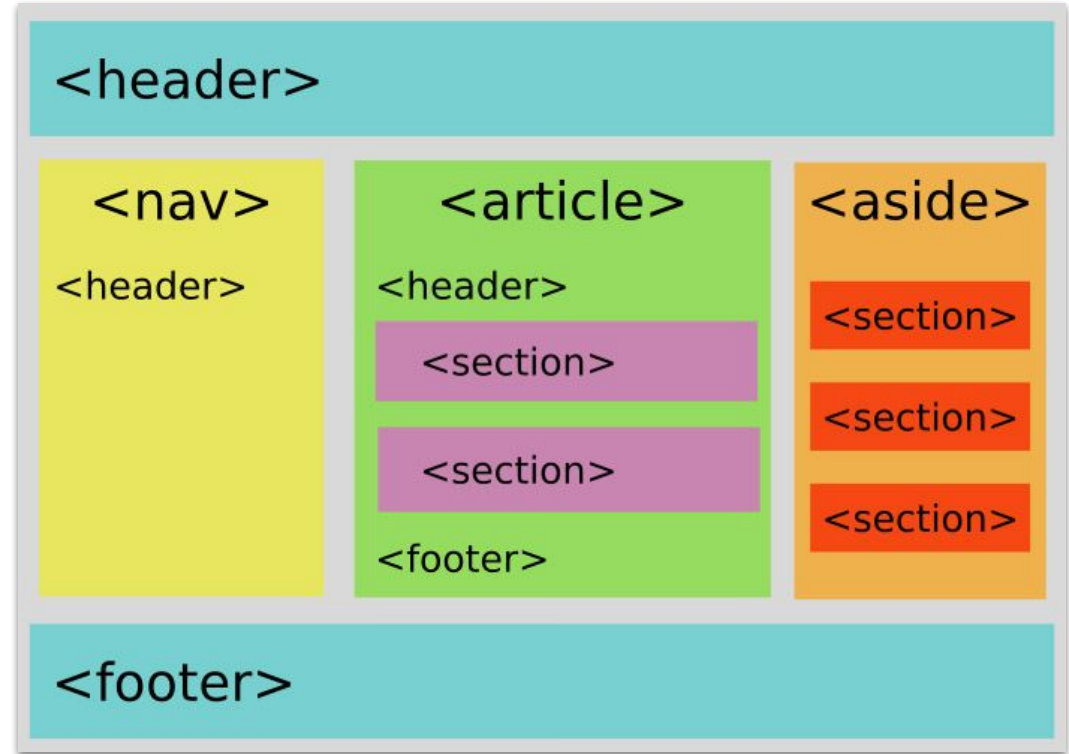 <header>
<nav>
<header>
<article>
<header>
<section>
<section>
<footer>
<aside>
<section>
<section>
<section>
<footer>